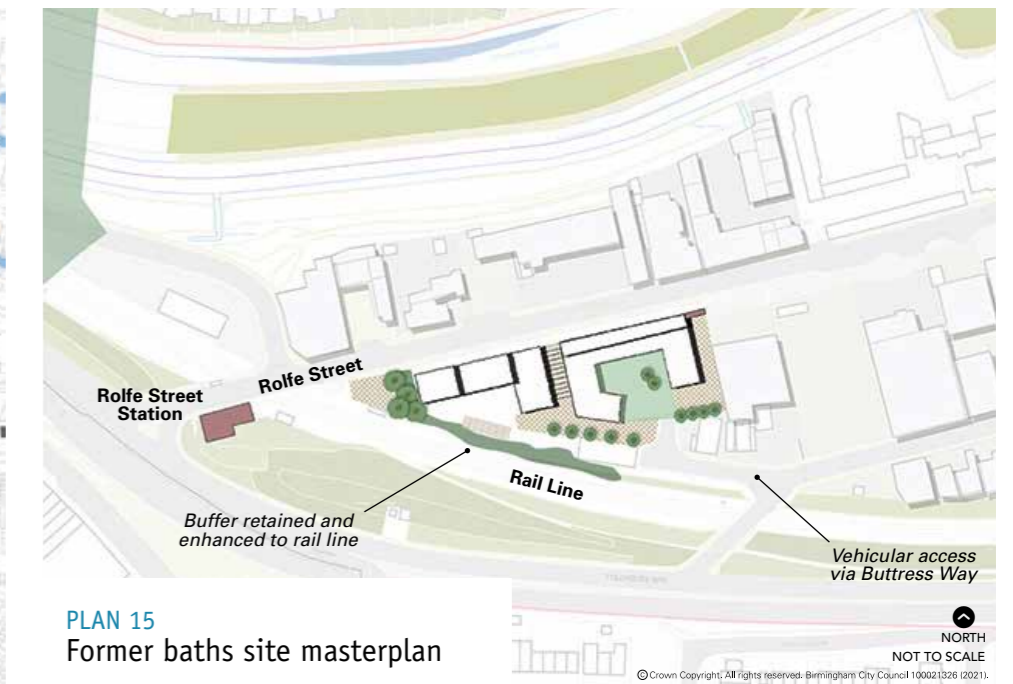 Rolfe Street
Rolfe Street
Station
Rail Line
Buffer retained and
enhanced to rail line
Vehicular access
via Buttress Way
PLAN 15
Former baths site masterplan
NORTH
NOT TO SCALE
© Crown Copyright. All rights reserved. Birmingham City Council 100021326 (2021).